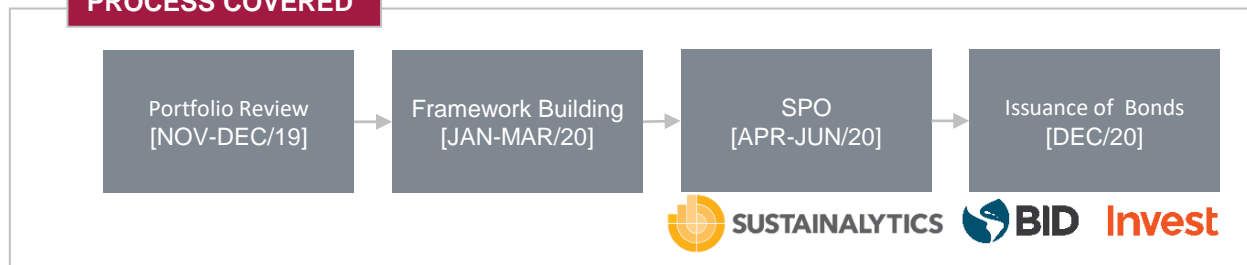 PROCESS COVERED
Portfolio Review
[NOV-DEC/19]
Framework Building
[JAN-MAR/20]
SPO
[APR-JUN/20]
Issuance of Bonds
[DEC/20]
SUSTAINALYTICS
BID Invest